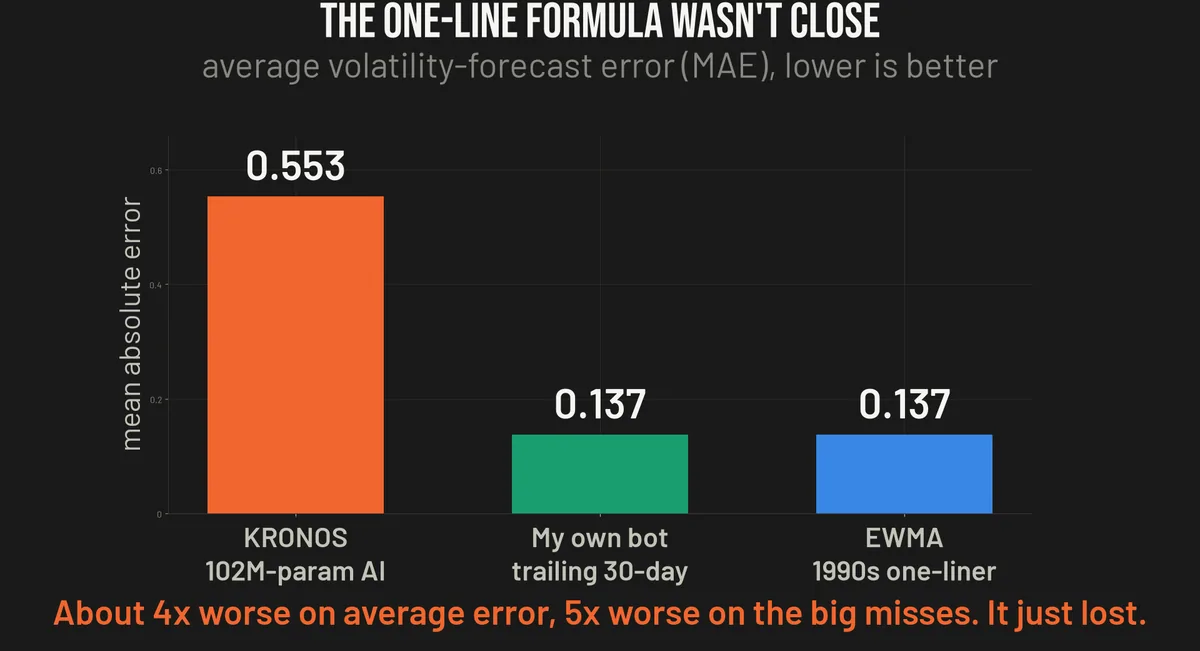 THE ONE-LINE FORMULA WASN'T CLOSE
average volatility-forecast error (MAE), lower is better
mean absolute error
0.6
0.4
0.2
0
0.553
0.137
0.137
KRONOS
102M-param AI
My own bot
trailing 30-day
EWMA
1990s one-liner
About 4x worse on average error, 5x worse on the big misses. It just lost.